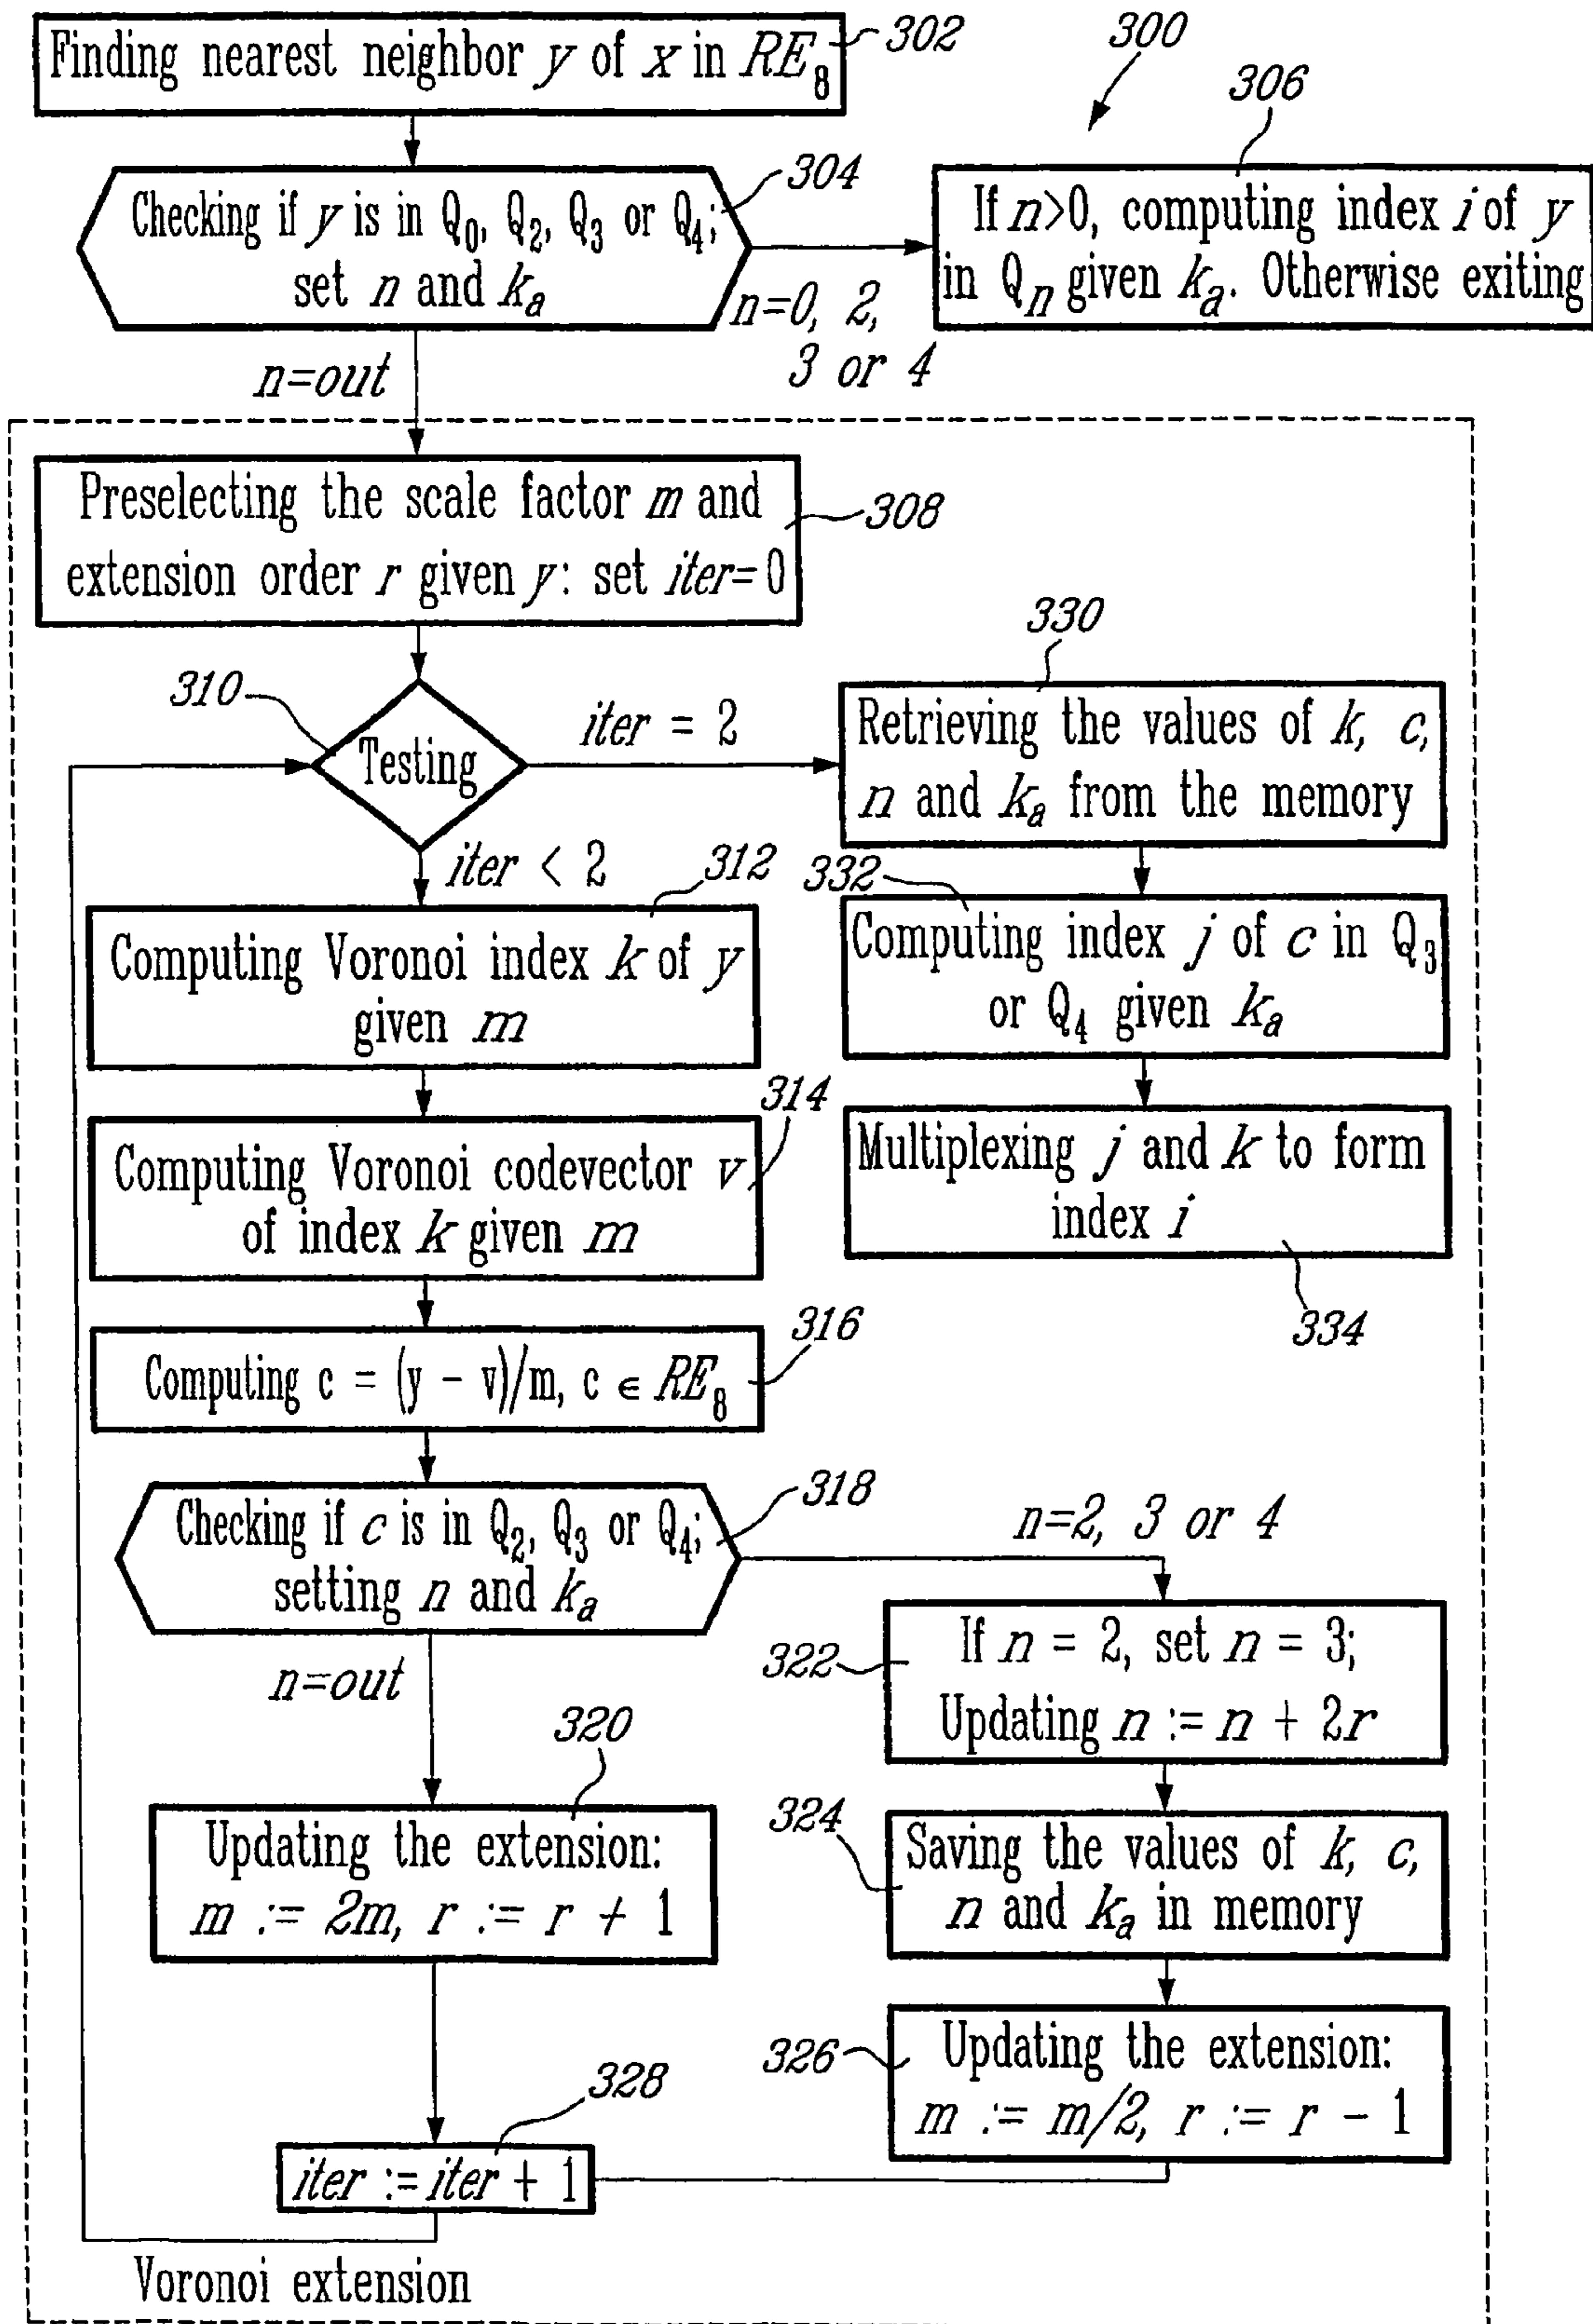 Finding nearest neighbor y of x in RE₈
302
300
306
Checking if y is in Q₀, Q₂, Q₃ or Q₄;
set n and kₐ
304
If n>0, computing index i of y
in Qₙ given kₐ. Otherwise exiting
n=0, 2,
3 or 4
n=out
Preselecting the scale factor m and
extension order r given y: set iter=0
308
310
Testing
iter = 2
330
Retrieving the values of k, c,
n and kₐ from the memory
iter < 2
312
Computing Voronoi index k of y
given m
332
Computing index j of c in Q₃
or Q₄ given kₐ
314
Computing Voronoi codevector v
of index k given m
Multiplexing j and k to form
index i
334
316
Computing c = (y − v)/m, c ∈ RE₈
318
Checking if c is in Q₂, Q₃ or Q₄;
setting n and kₐ
n=2, 3 or 4
n=out
322
If n = 2, set n = 3;
Updating n := n + 2r
320
Updating the extension:
m := 2m, r := r + 1
324
Saving the values of k, c,
n and kₐ in memory
326
Updating the extension:
m := m/2, r := r − 1
328
iter := iter + 1
Voronoi extension